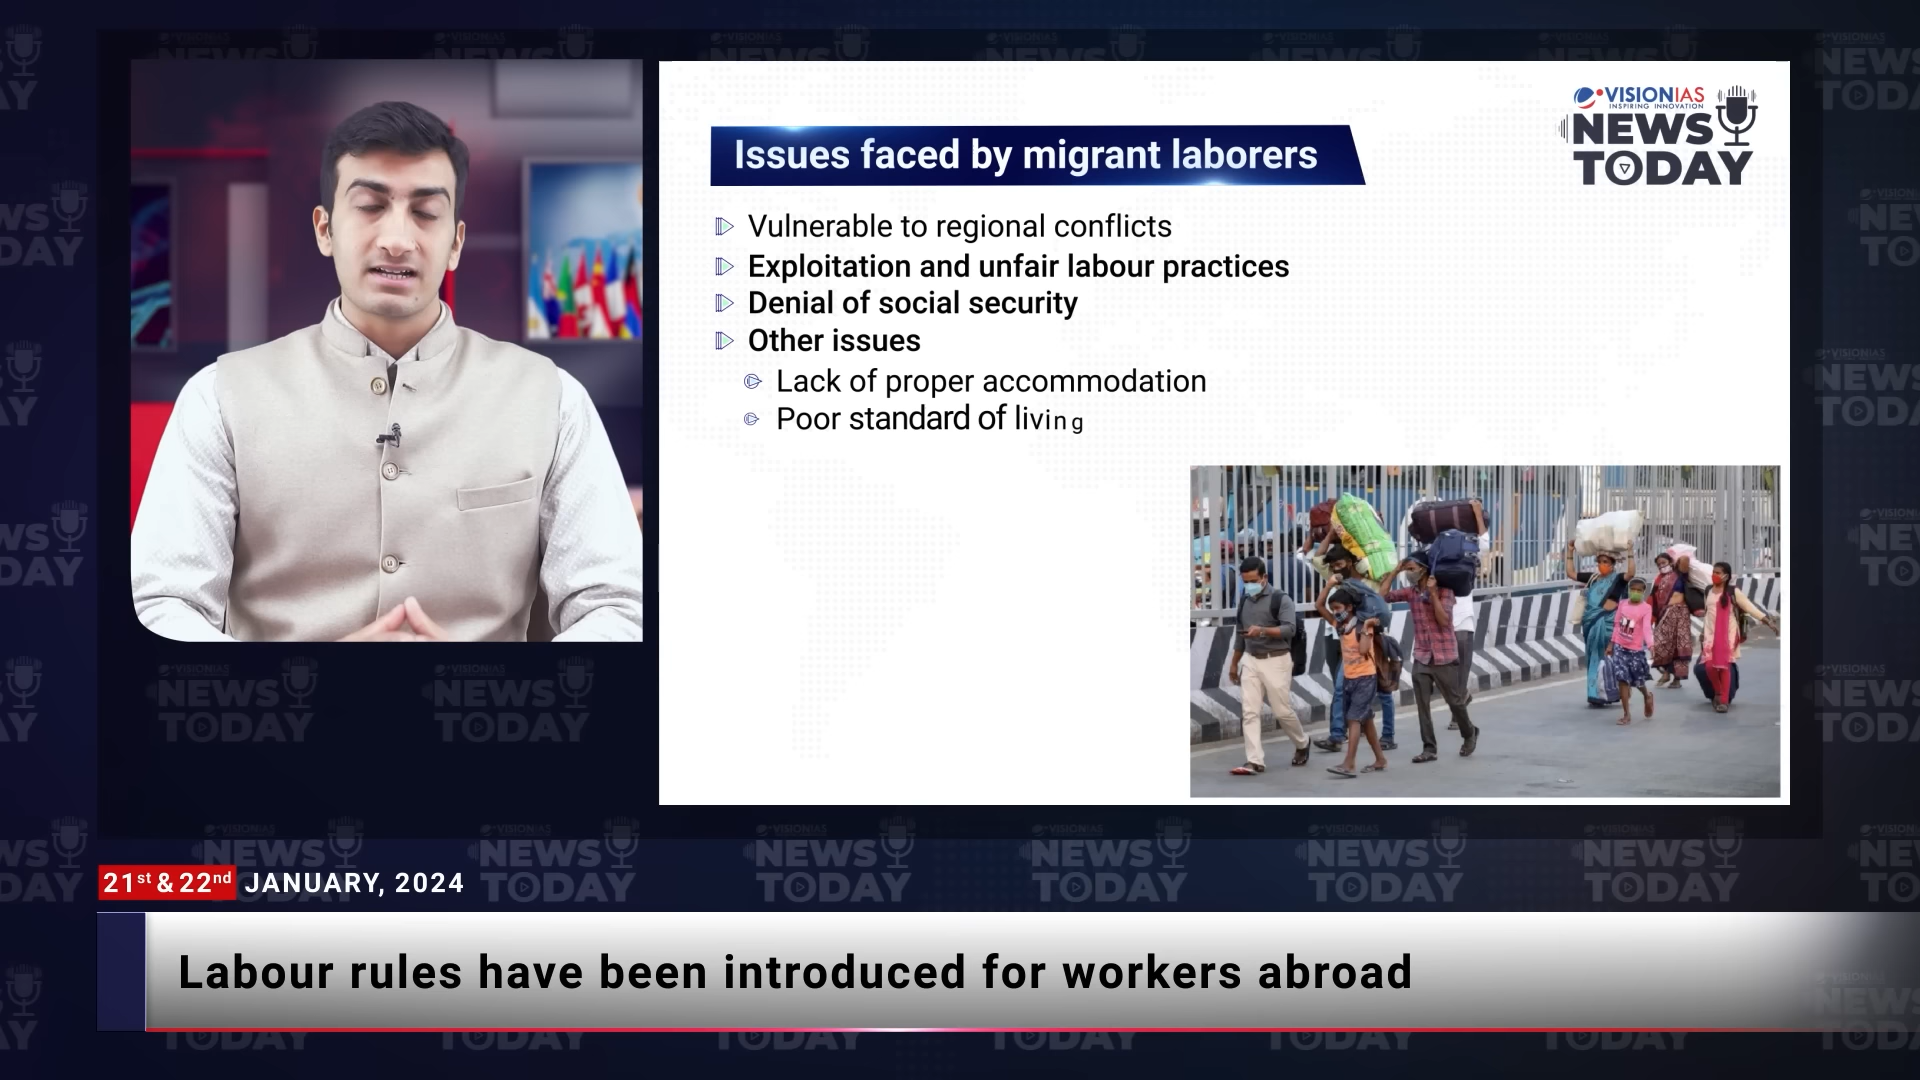 VISIONIAS
INSPIRING INNOVATION
NEWS
TODAY
Issues faced by migrant laborers
Vulnerable to regional conflicts
Exploitation and unfair labour practices
Denial of social security
Other issues
Lack of proper accommodation
Poor standard of living
21st & 22nd JANUARY, 2024
Labour rules have been introduced for workers abroad